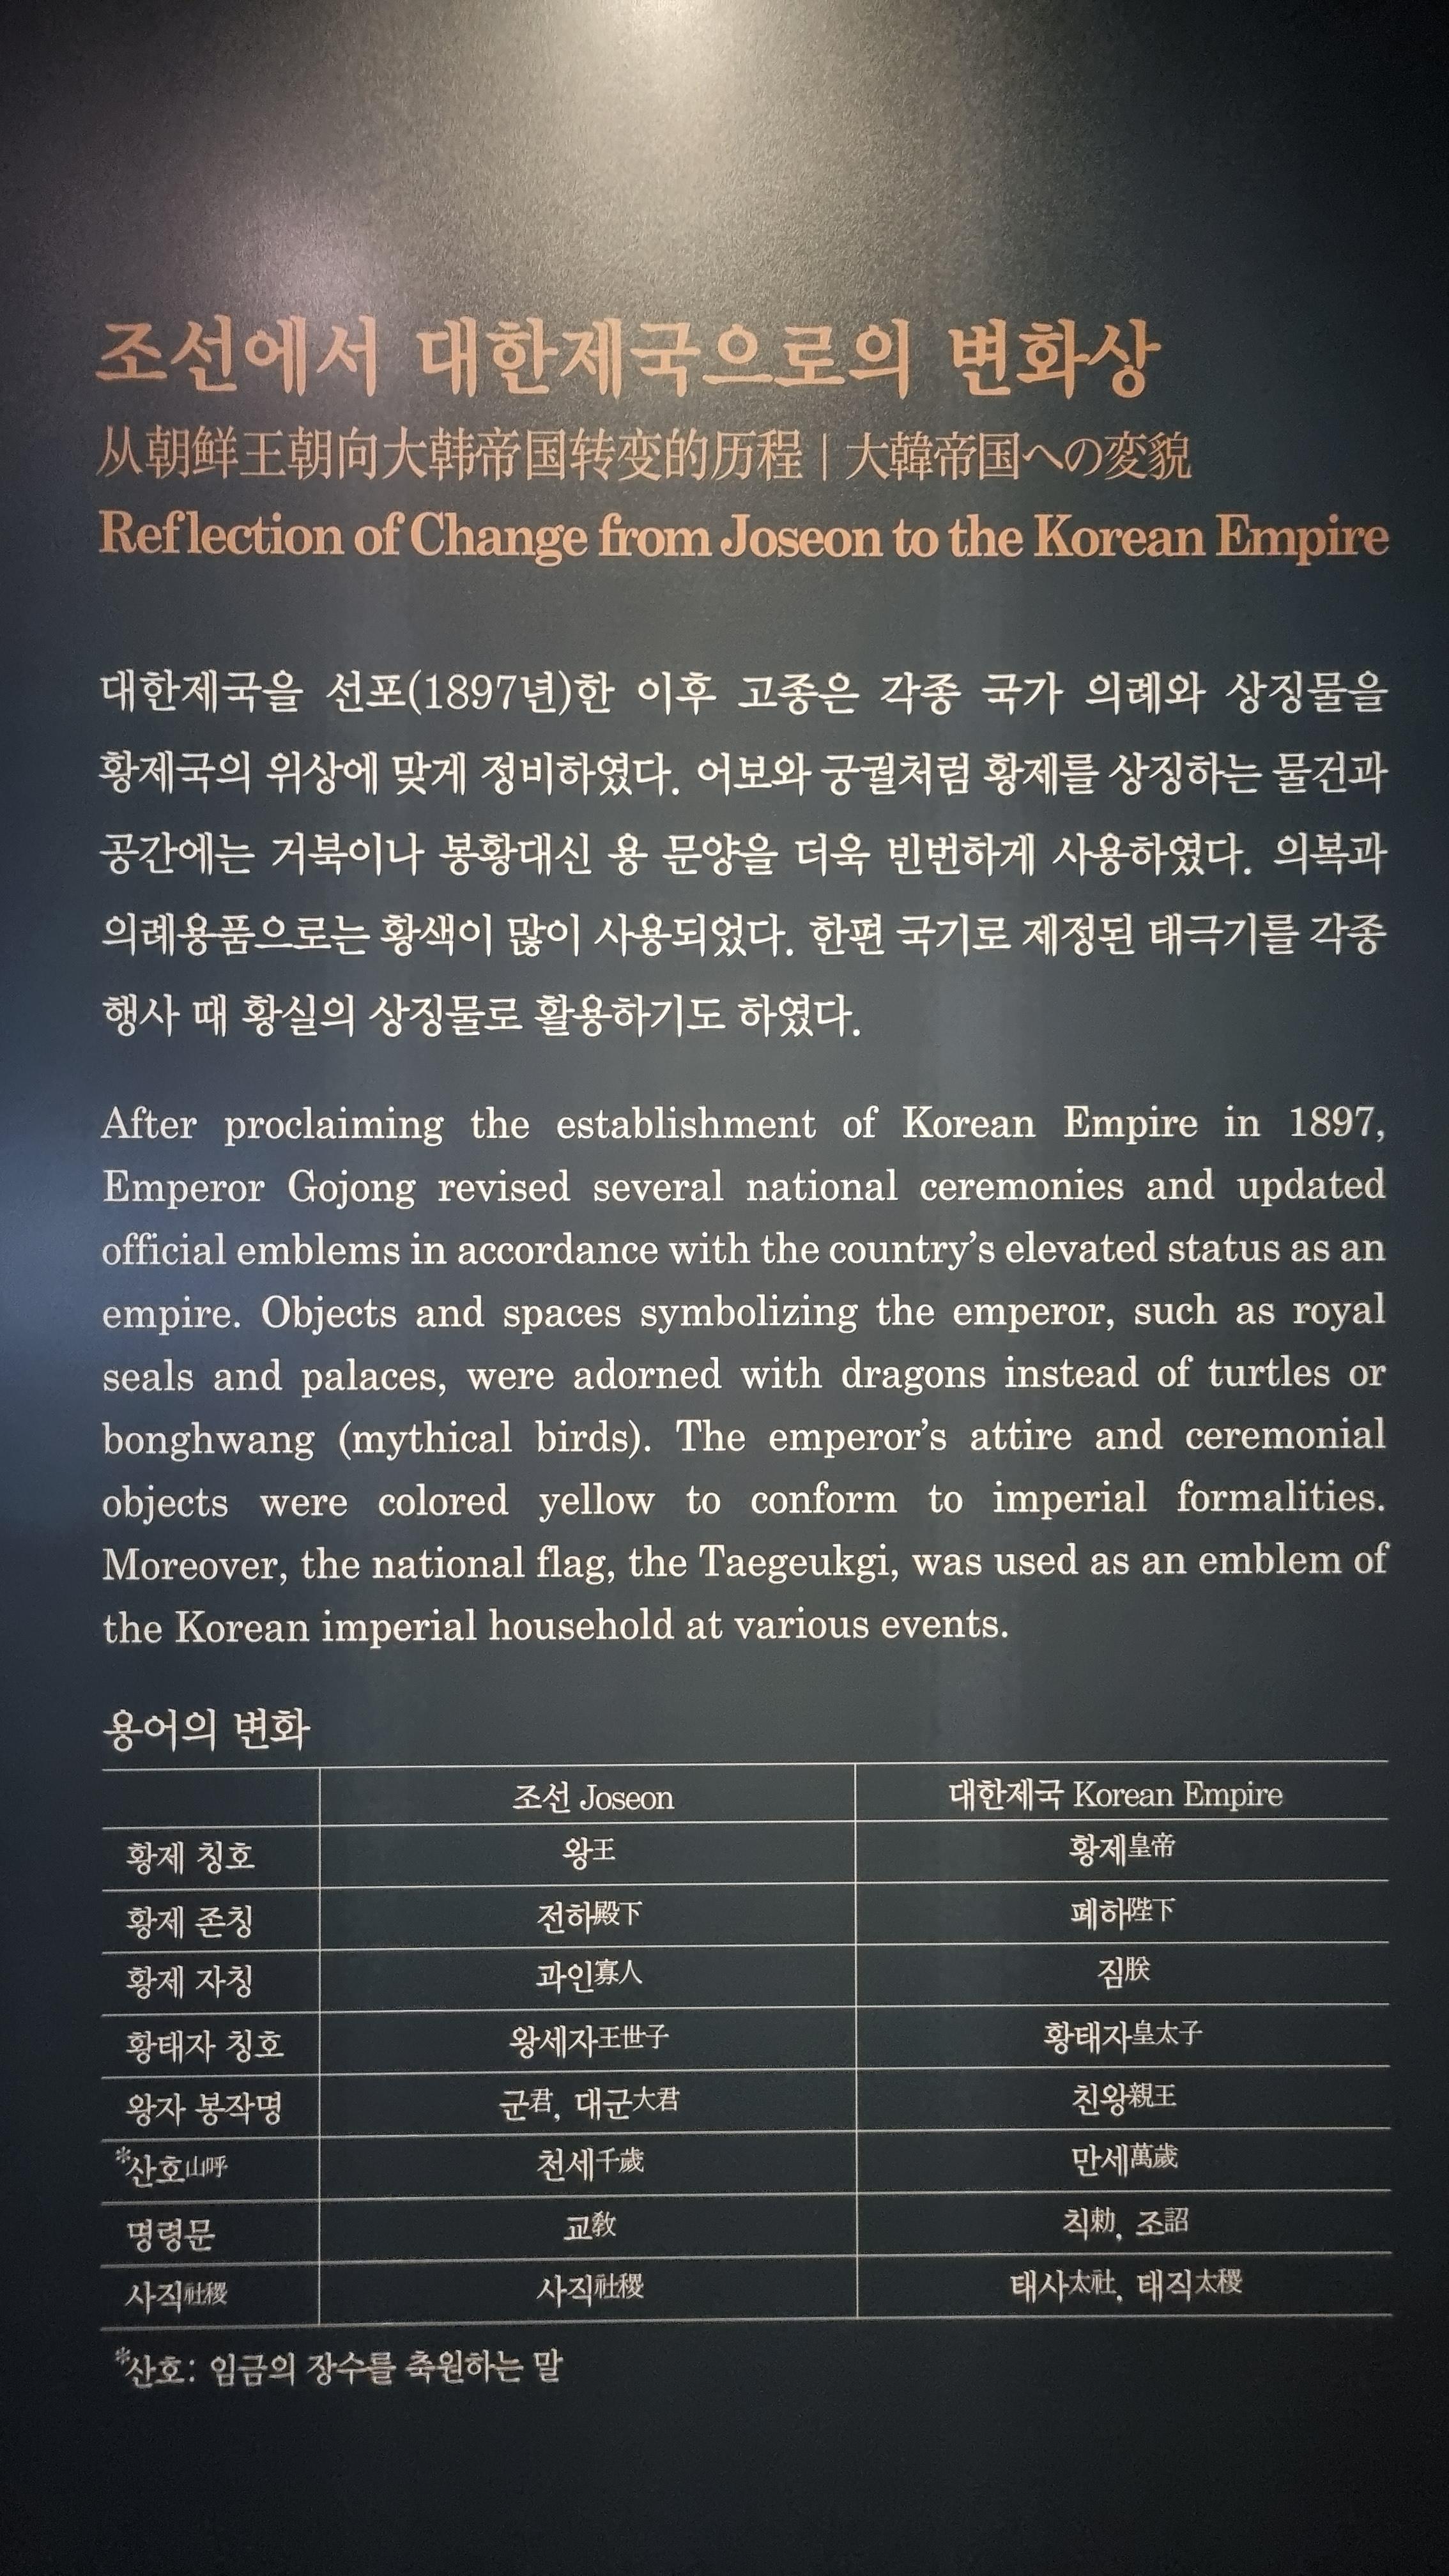 조선에서 대한제국으로의 변화상
从朝鲜王朝向大韩帝国转变的历程 | 大韓帝国への変貌
Reflection of Change from Joseon to the Korean Empire
대한제국을 선포(1897년)한 이후 고종은 각종 국가 의례와 상징물을
황제국의 위상에 맞게 정비하였다. 어보와 궁궐처럼 황제를 상징하는 물건과
공간에는 거북이나 봉황대신 용 문양을 더욱 빈번하게 사용하였다. 의복과
의례용품으로는 황색이 많이 사용되었다. 한편 국기로 제정된 태극기를 각종
행사 때 황실의 상징물로 활용하기도 하였다.
After proclaiming the establishment of Korean Empire in 1897,
Emperor Gojong revised several national ceremonies and updated
official emblems in accordance with the country's elevated status as an
empire. Objects and spaces symbolizing the emperor, such as royal
seals and palaces, were adorned with dragons instead of turtles or
bonghwang (mythical birds). The emperor's attire and ceremonial
objects were colored yellow to conform to imperial formalities.
Moreover, the national flag, the Taegeukgi, was used as an emblem of
the Korean imperial household at various events.
용어의 변화
조선 Joseon 대한제국 Korean Empire
황제 칭호 왕王 황제皇帝
황제 존칭 전하殿下 폐하陛下
황제 자칭 과인寡人 짐朕
황태자 칭호 왕세자王世子 황태자皇太子
왕자 봉작명 군君, 대군大君 친왕親王
*산호山呼 천세千歲 만세萬歲
명령문 교敎 칙勅, 조詔
사직社稷 사직社稷 태사太社, 태직太稷
*산호: 임금의 장수를 축원하는 말